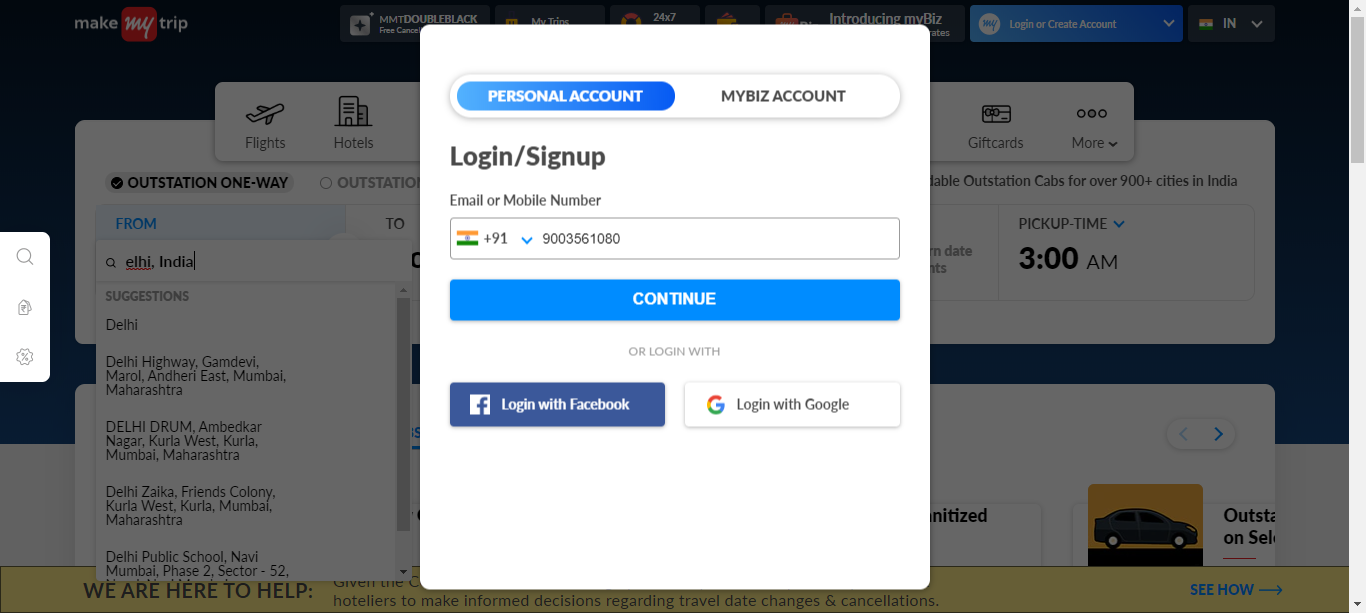 make my trip
MMTDOUBLEBLACK
Free Cancel
My Trips
24x7
Introducing myBiz
rates
my Login or Create Account
IN
PERSONAL ACCOUNT
MYBIZ ACCOUNT
Flights
Hotels
Giftcards
More
Login/Signup
OUTSTATION ONE-WAY
OUTSTATION
dable Outstation Cabs for over 900+ cities in India
Email or Mobile Number
FROM
TO
PICKUP-TIME
+91
9003561080
elhi, India
rn date
nts
3:00 AM
SUGGESTIONS
CONTINUE
Delhi
OR LOGIN WITH
Delhi Highway, Gamdevi,
Marol, Andheri East, Mumbai,
Maharashtra
Login with Facebook
Login with Google
DELHI DRUM, Ambedkar
Nagar, Kurla West, Kurla,
Mumbai, Maharashtra
Delhi Zaika, Friends Colony,
Kurla West, Kurla, Mumbai,
Maharashtra
nitized
Outsta
on Sele
Delhi Public School, Navi
Mumbai, Phase 2, Sector - 52,
WE ARE HERE TO HELP:
Given the C
hoteliers to make informed decisions regarding travel date changes & cancellations.
SEE HOW